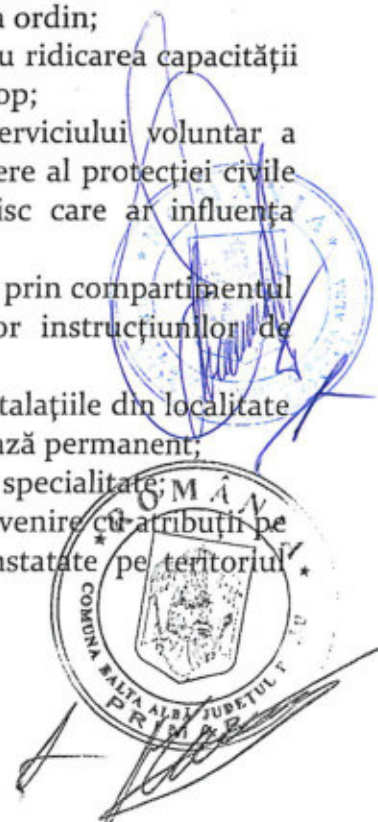 ordin;
u ridicarea capacității
op;
erviciului voluntar a
ere al protecției civile
isc care ar influența
prin compartimentul
or instrucțiunilor de
talațiile din localitate
ază permanent;
specialitate;
venire cu atribuții pe
nstatate pe teritoriul
ROMÂNIA
COMUNA BALTA ALBĂ JUDEȚUL
PRIMAR
ALBA